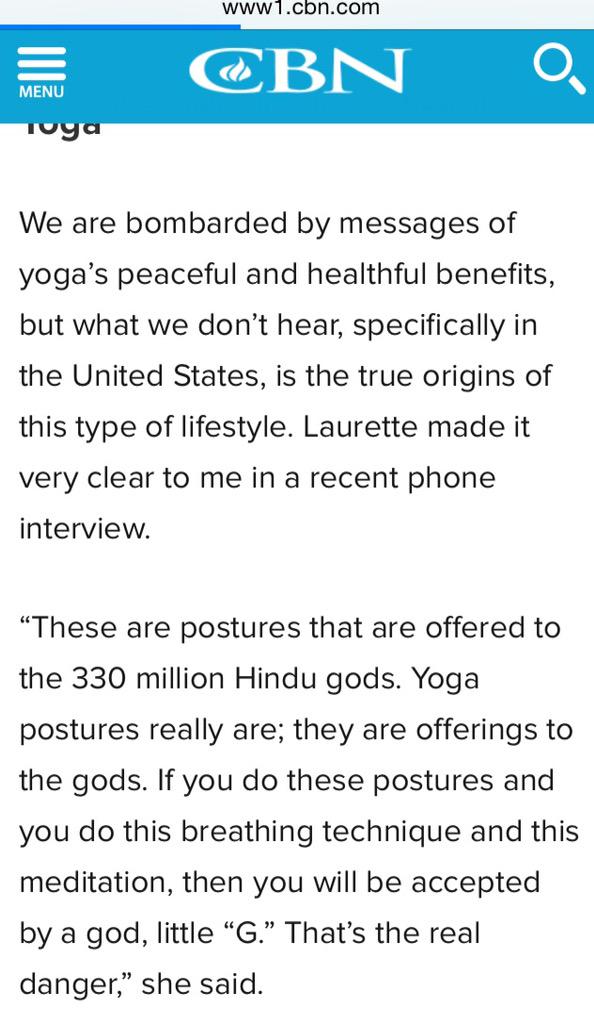 www1.cbn.com
MENU
CBN
Yoga
We are bombarded by messages of
yoga’s peaceful and healthful benefits,
but what we don’t hear, specifically in
the United States, is the true origins of
this type of lifestyle. Laurette made it
very clear to me in a recent phone
interview.
“These are postures that are offered to
the 330 million Hindu gods. Yoga
postures really are; they are offerings to
the gods. If you do these postures and
you do this breathing technique and this
meditation, then you will be accepted
by a god, little “G.” That’s the real
danger,” she said.